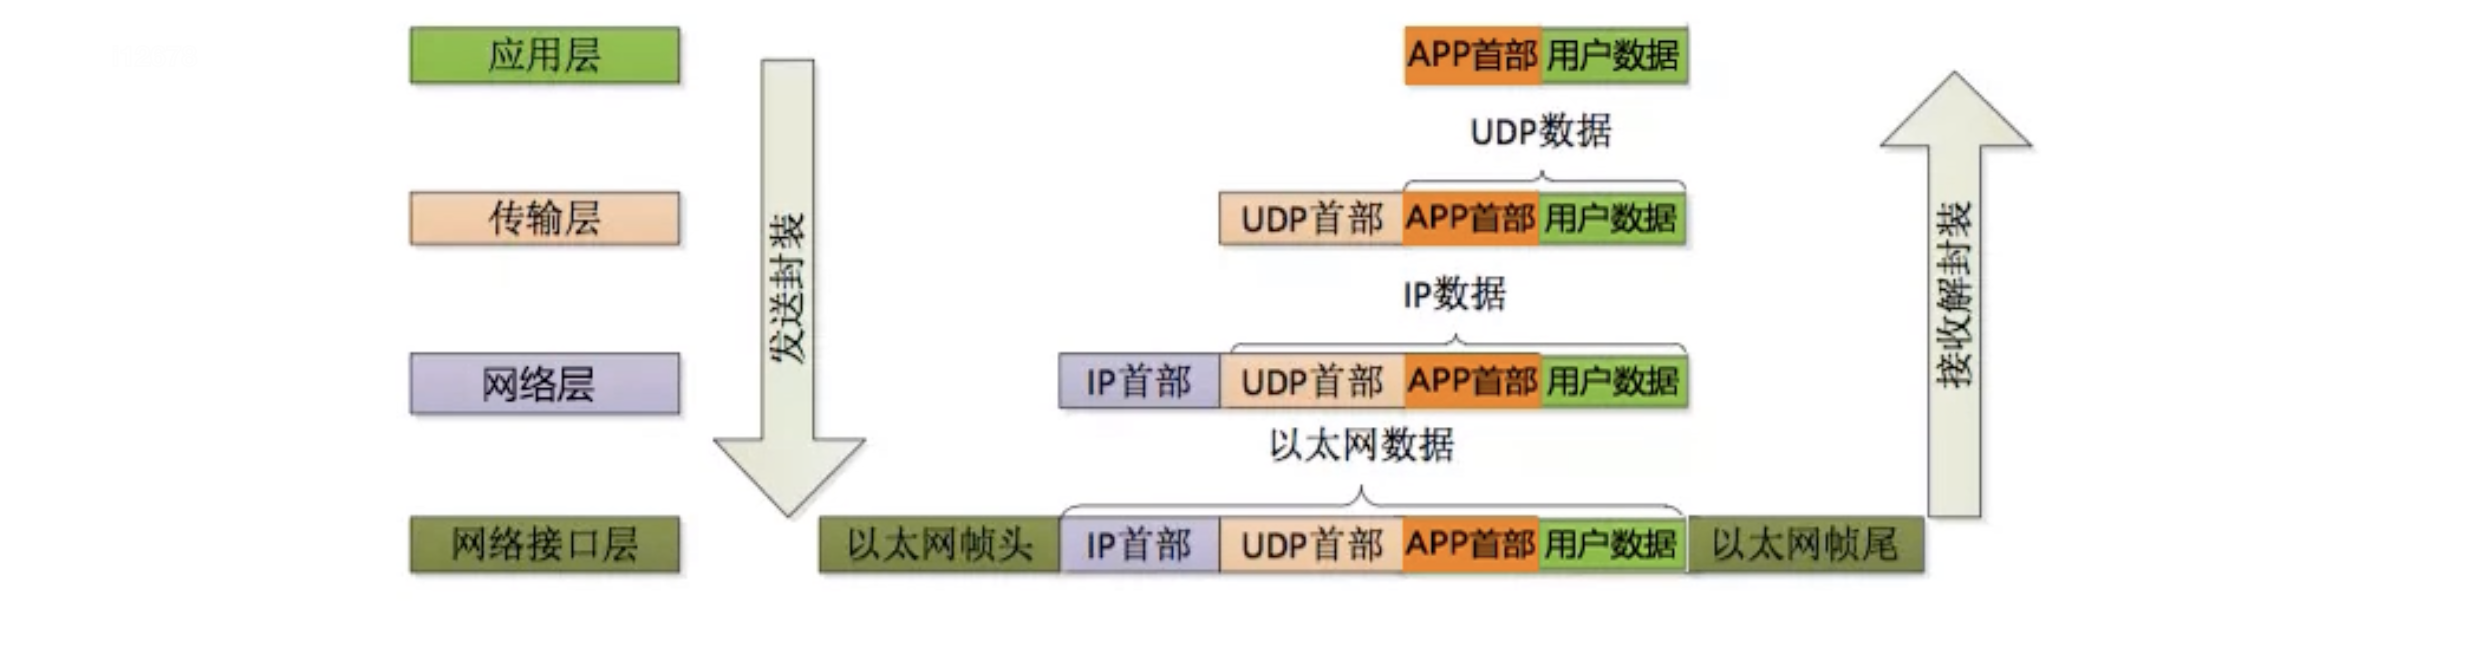 应用层
APP首部 用户数据
UDP数据
传输层
UDP首部 APP首部 用户数据
发送封装
接收解封装
IP数据
网络层
IP首部 UDP首部 APP首部 用户数据
以太网数据
网络接口层
以太网帧头 IP首部 UDP首部 APP首部 用户数据 以太网帧尾